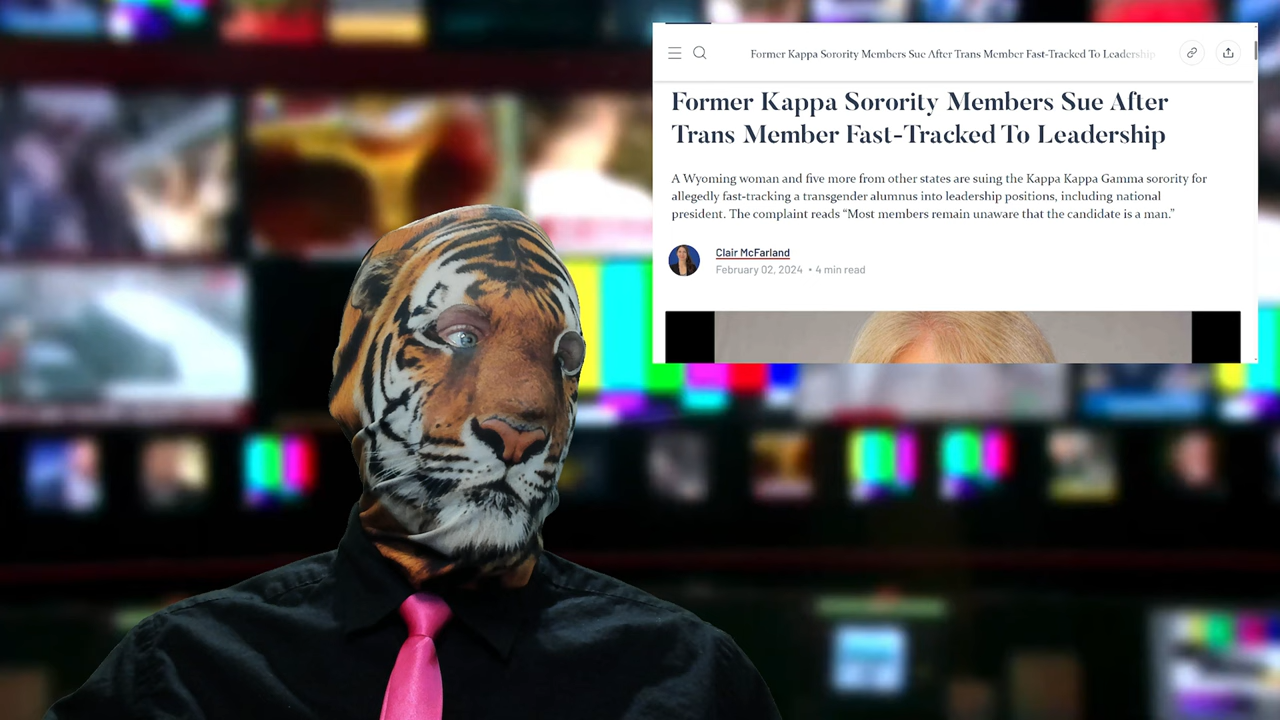 Former Kappa Sorority Members Sue After Trans Member Fast-Tracked To Leadership
Former Kappa Sorority Members Sue After
Trans Member Fast-Tracked To Leadership
A Wyoming woman and five more from other states are suing the Kappa Kappa Gamma sorority for
allegedly fast-tracking a transgender alumnus into leadership positions, including national
president. The complaint reads “Most members remain unaware that the candidate is a man.”
Clair McFarland
February 02, 2024 • 4 min read